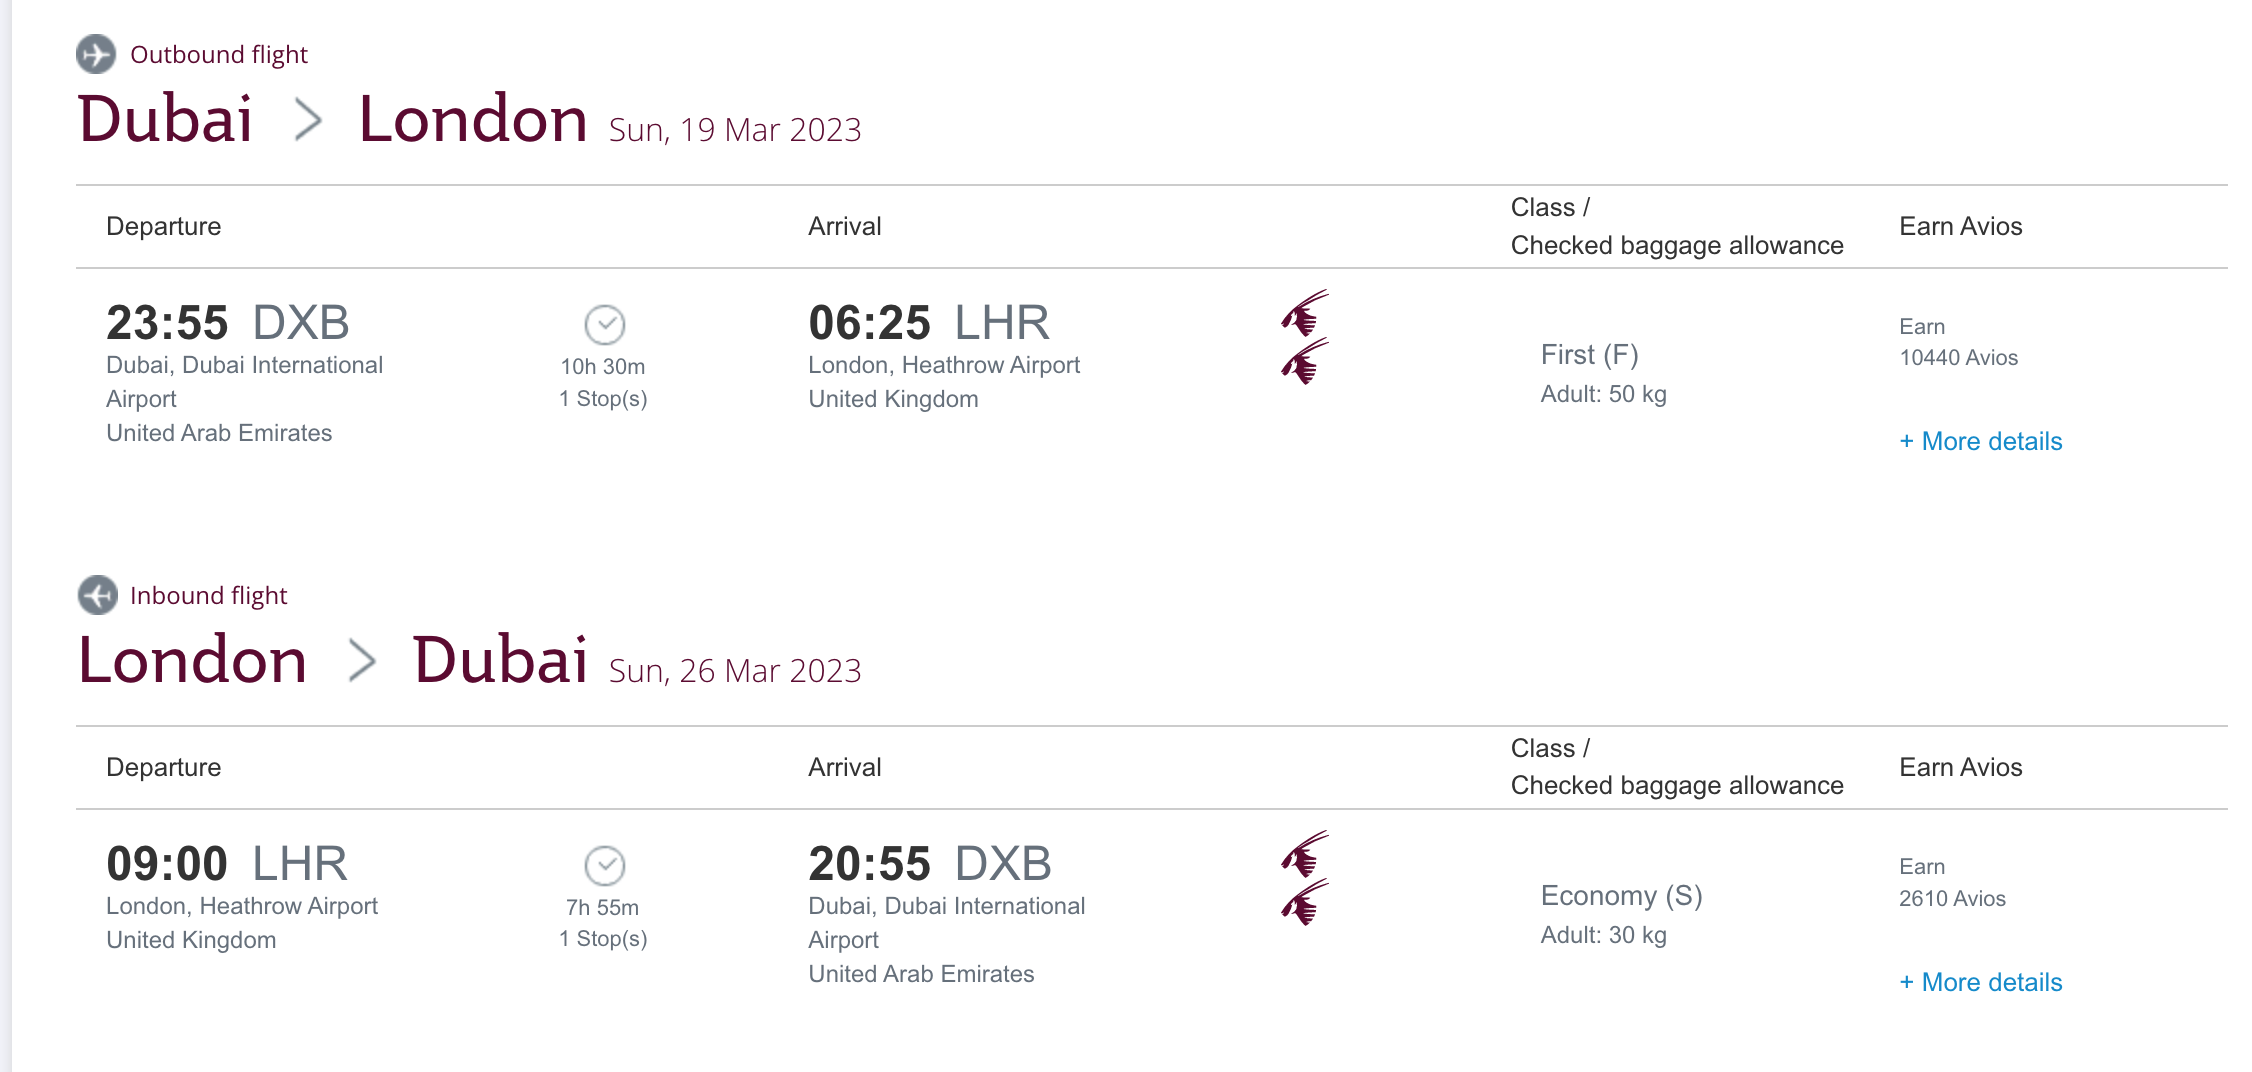 Outbound flight
Dubai > London Sun, 19 Mar 2023
Departure
Arrival
Class /
Checked baggage allowance
Earn Avios
23:55 DXB
Dubai, Dubai International
Airport
United Arab Emirates
10h 30m
1 Stop(s)
06:25 LHR
London, Heathrow Airport
United Kingdom
First (F)
Adult: 50 kg
Earn
10440 Avios
+ More details
Inbound flight
London > Dubai Sun, 26 Mar 2023
Departure
Arrival
Class /
Checked baggage allowance
Earn Avios
09:00 LHR
London, Heathrow Airport
United Kingdom
7h 55m
1 Stop(s)
20:55 DXB
Dubai, Dubai International
Airport
United Arab Emirates
Economy (S)
Adult: 30 kg
Earn
2610 Avios
+ More details